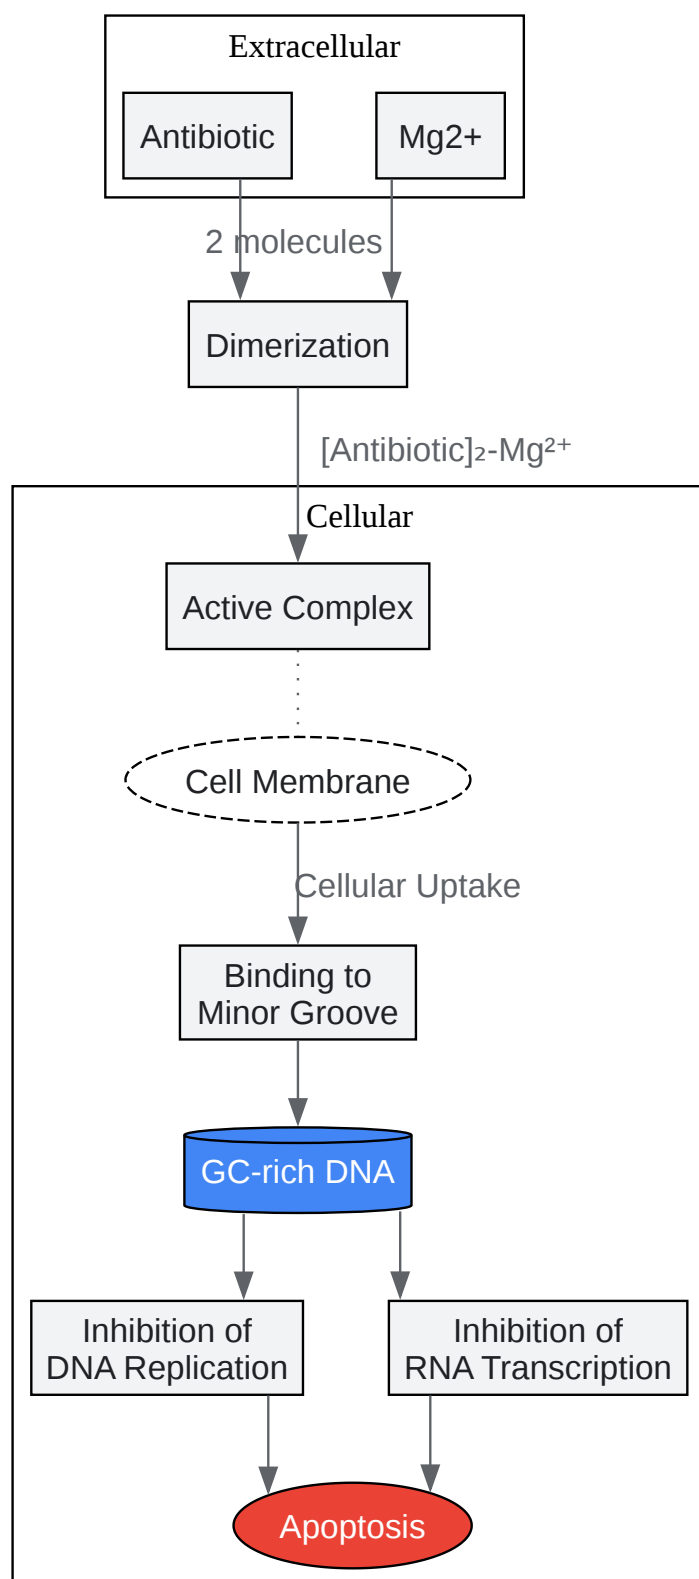 Extracellular
Antibiotic
Mg2+
2 molecules
Dimerization
[Antibiotic]₂-Mg²⁺
Cellular
Active Complex
Cell Membrane
Cellular Uptake
Binding to
Minor Groove
GC-rich DNA
Inhibition of
DNA Replication
Inhibition of
RNA Transcription
Apoptosis